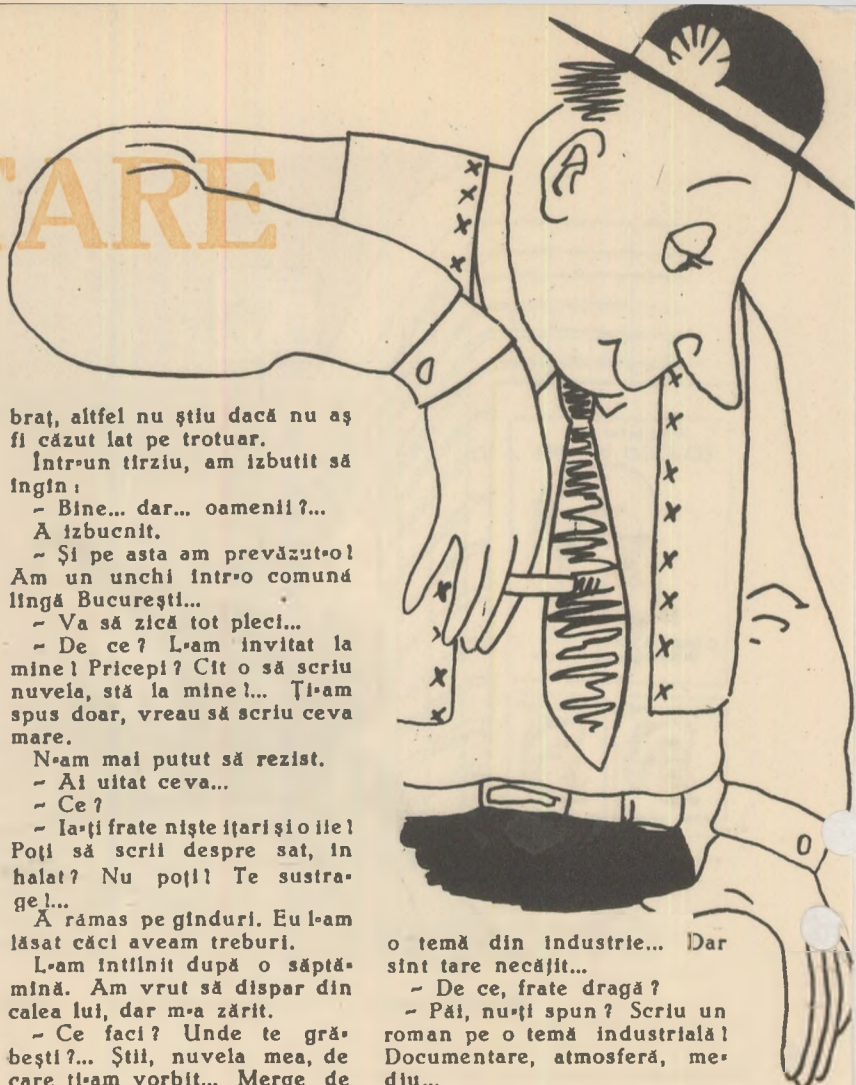 TARE
braț, altfel nu știu dacă nu aș
fi căzut lat pe trotuar.
Într-un tîrziu, am izbutit să
îngîn:
- Bine... dar... oamenii?...
A izbucnit.
- Și pe asta am prevăzut-o!
Am un unchi într-o comună
lîngă București...
- Va să zică tot pleci...
- De ce? L-am invitat la
mine! Pricepi? Cît o să scriu
nuvela, stă la mine!... Ți-am
spus doar, vreau să scriu ceva
mare.
N-am mai putut să rezist.
- Ai uitat ceva...
- Ce?
- Ia-ți frate niște ițari și o iie!
Poți să scrii despre sat, în
halat? Nu poți! Te sustra-
ge!...
A rămas pe gînduri. Eu l-am
lăsat căci aveam treburi.
L-am întîlnit după o săptă-
mînă. Am vrut să dispar din
calea lui, dar m-a zărit.
- Ce faci? Unde te gră-
bești?... Știi, nuvela mea, de
care ți-am vorbit... Merge de
o temă din industrie... Dar
sînt tare necăjit...
- De ce, frate dragă?
- Păi, nu-ți spun? Scriu un
roman pe o temă industrială!
Documentare, atmosferă, me-
diu...